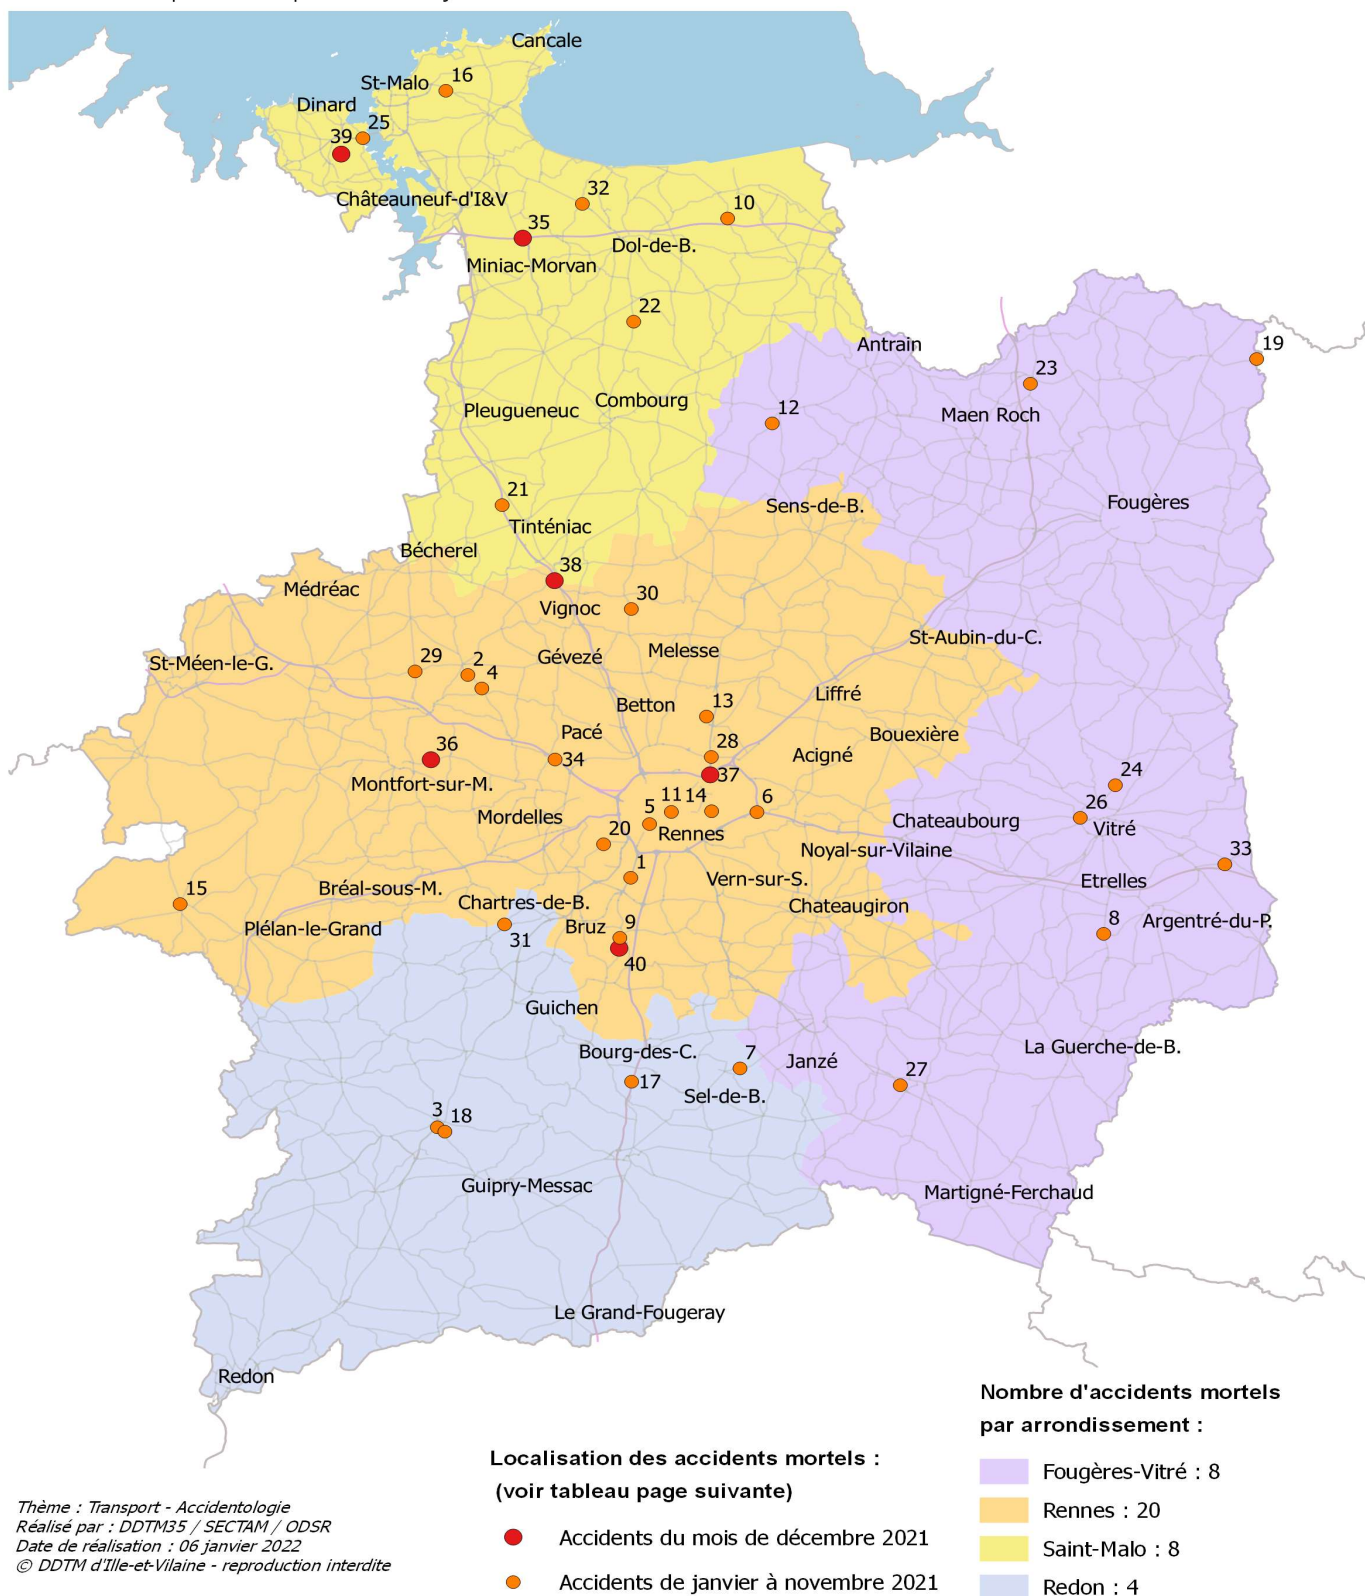 Cancale
16
St-Malo
Dinard
25
39
Châteauneuf-d'I&V
32
10
35
Dol-de-B.
Miniac-Morvan
22
Antrain
19
23
12
Combourg
Pleugueneuc
Maen Roch
21
Sens-de-B.
Fougères
Tinténiac
Bécherel
38
Médréac
30
Vignoc
St-Aubin-du-C.
Melesse
Gévezé
St-Méen-le-G.
29
2
4
Liffré
Betton
13
Pacé
Bouexière
36
28
Acigné
34
37
24
Montfort-sur-M.
11
14
6
26
5
Mordelles
Chateaubourg
Vitré
20
Rennes
Noyal-sur-Vilaine
33
1
Vern-sur-S.
Etrelles
15
Bréal-sous-M.
Chartres-de-B.
Chateaugiron
8
Argentré-du-P.
Plélan-le-Grand
31
Bruz
9
40
Guichen
La Guerche-de-B.
Bourg-des-C.
7
Janzé
27
17
Sel-de-B.
3
18
Guipry-Messac
Martigné-Ferchaud
Le Grand-Fougeray
Redon
Nombre d'accidents mortels
par arrondissement :
Fougères-Vitré : 8
Rennes : 20
Saint-Malo : 8
Redon : 4
Localisation des accidents mortels :
(voir tableau page suivante)
Accidents du mois de décembre 2021
Accidents de janvier à novembre 2021
Thème : Transport - Accidentologie
Réalisé par : DDTM35 / SECTAM / ODSR
Date de réalisation : 06 janvier 2022
© DDTM d'Ille-et-Vilaine - reproduction interdite